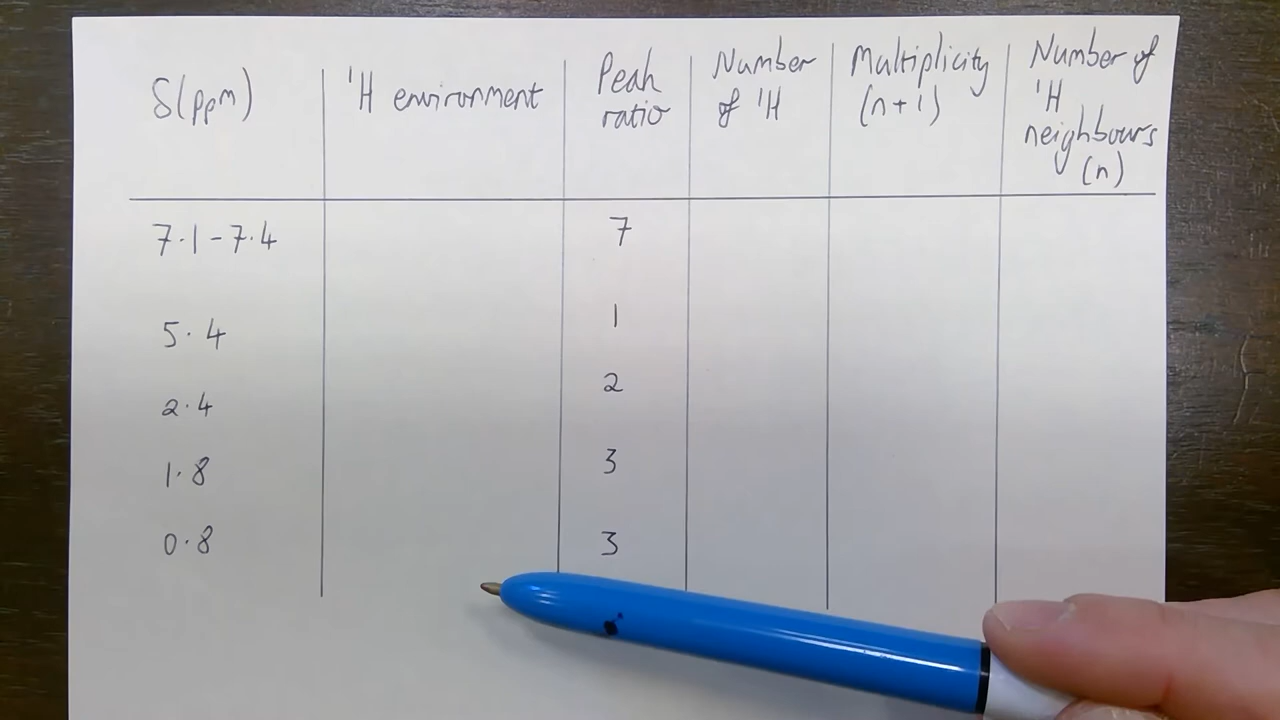 δ(ppm)
¹H environment
Peak
ratio
Number
of ¹H
Multiplicity
(n+1)
Number of
¹H
neighbours
(n)
7.1-7.4
7
5.4
1
2.4
2
1.8
3
0.8
3